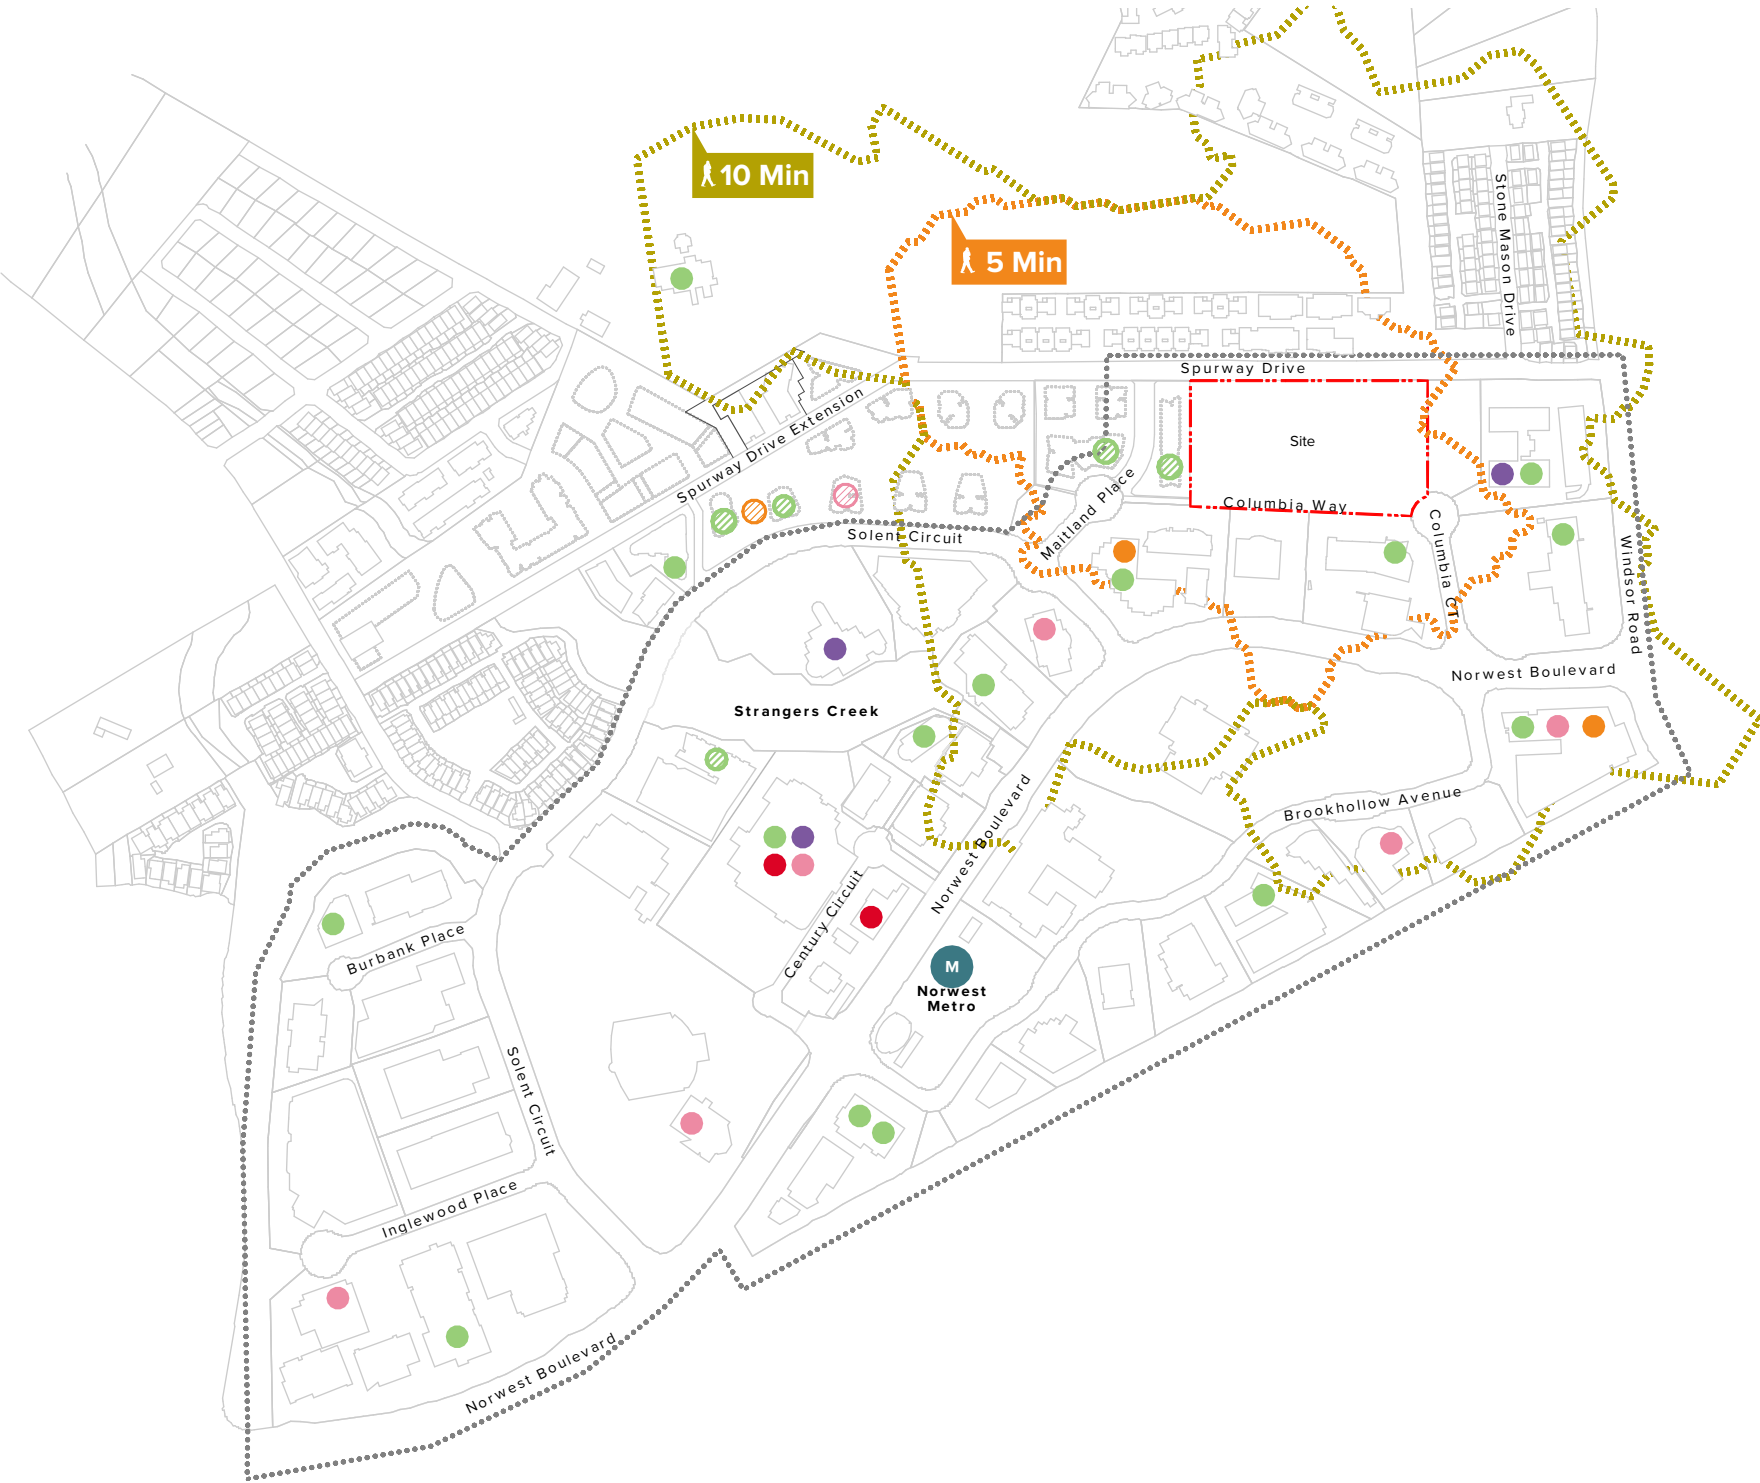 10 Min
5 Min
Stone Mason Drive
Spurway Drive
Spurway Drive Extension
Site
Columbia Way
Maitland Place
Columbia CT
Solent Circuit
Windsor Road
Norwest Boulevard
Strangers Creek
Brookhollow Avenue
Norwest Boulevard
Century Circuit
Burbank Place
M
Norwest
Metro
Solent Circuit
Inglewood Place
Norwest Boulevard